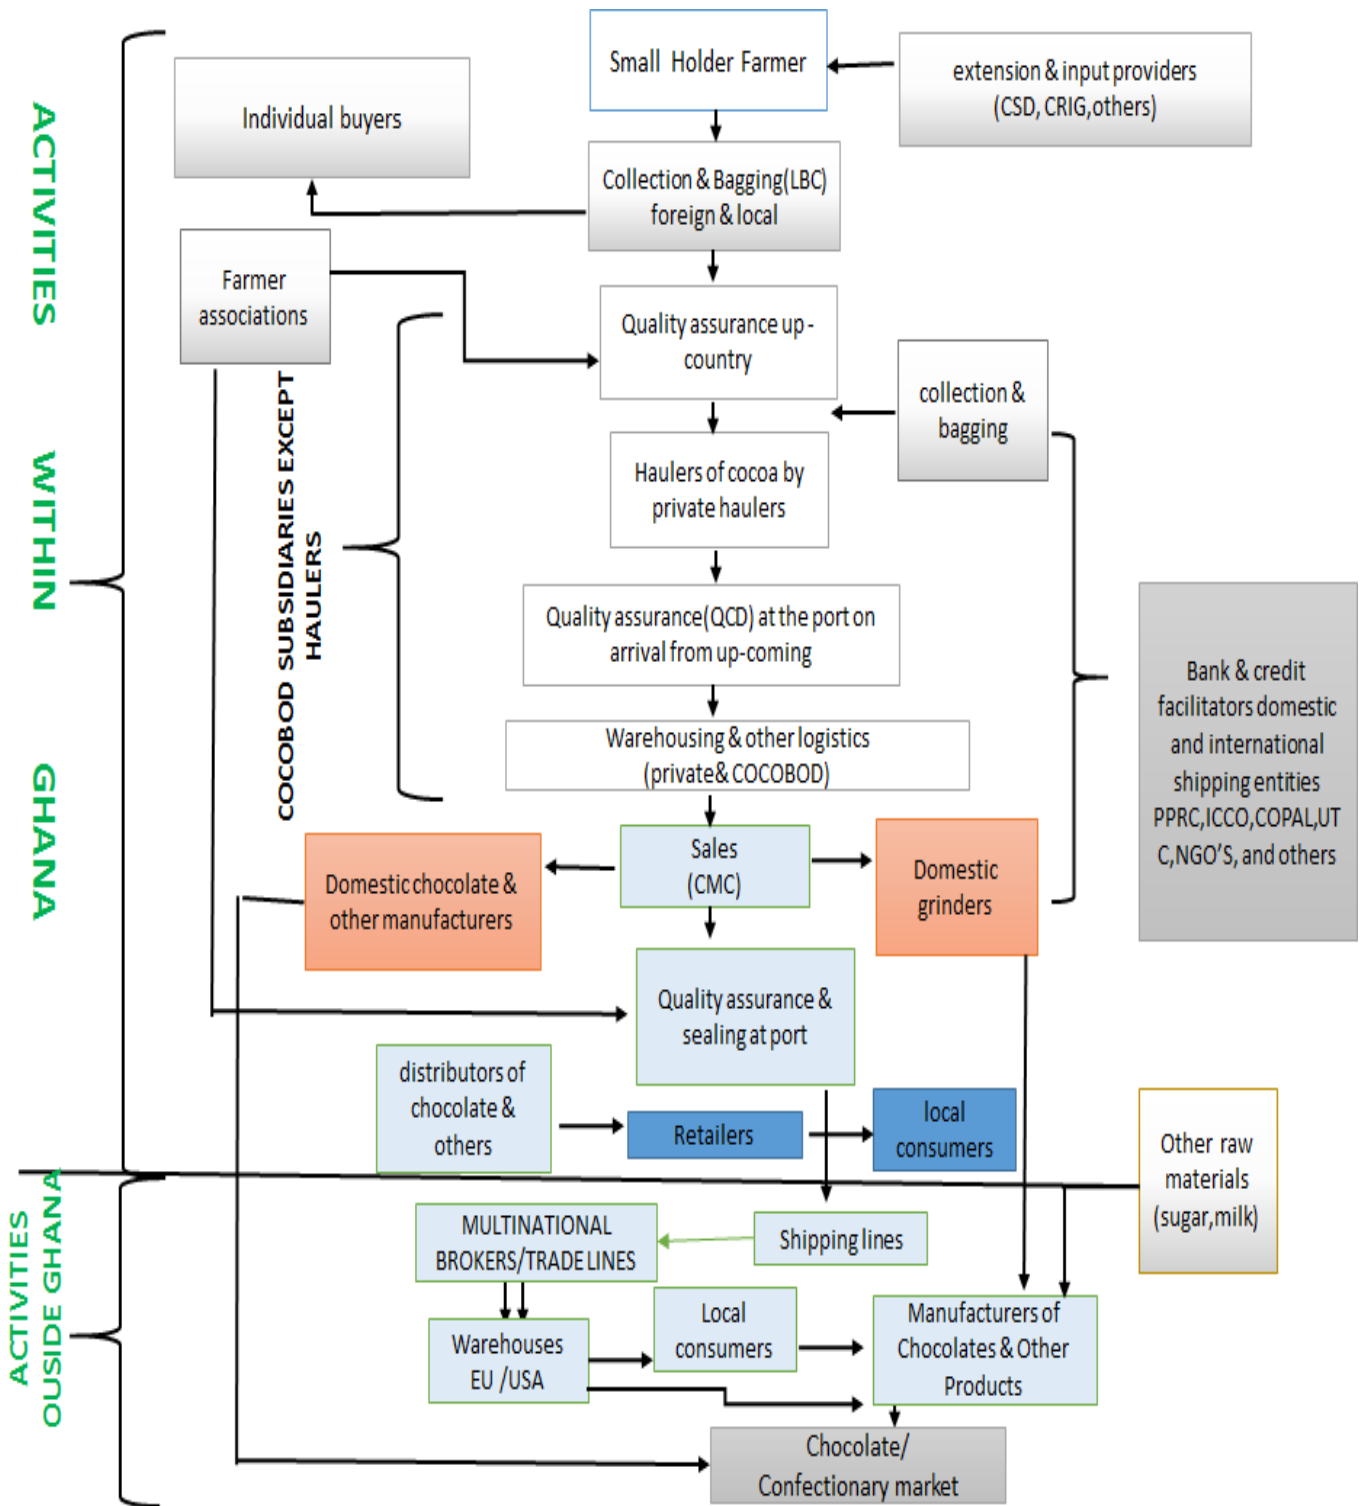 ACTIVITIES
WITHIN
GHANA
Small Holder Farmer
extension & input providers
(CSD, CRIG,others)
Individual buyers
Collection & Bagging(LBC)
foreign & local
Farmer
associations
Quality assurance up -
country
collection &
bagging
COCOBOD SUBSIDIARIES EXCEPT
HAULERS
Haulers of cocoa by
private haulers
Quality assurance(QCD) at the port on
arrival from up-coming
Bank & credit
facilitators domestic
and international
shipping entities
PPRC,ICCO,COPAL,UT
C,NGO'S, and others
Warehousing & other logistics
(private& COCOBOD)
Sales
(CMC)
Domestic chocolate &
other manufacturers
Domestic
grinders
Quality assurance &
sealing at port
distributors of
chocolate &
others
Retailers
local
consumers
Other raw
materials
(sugar,milk)
ACTIVITIES
OUSIDE GHANA
MULTINATIONAL
BROKERS/TRADE LINES
Shipping lines
Warehouses
EU /USA
Local
consumers
Manufacturers of
Chocolates & Other
Products
Chocolate/
Confectionary market